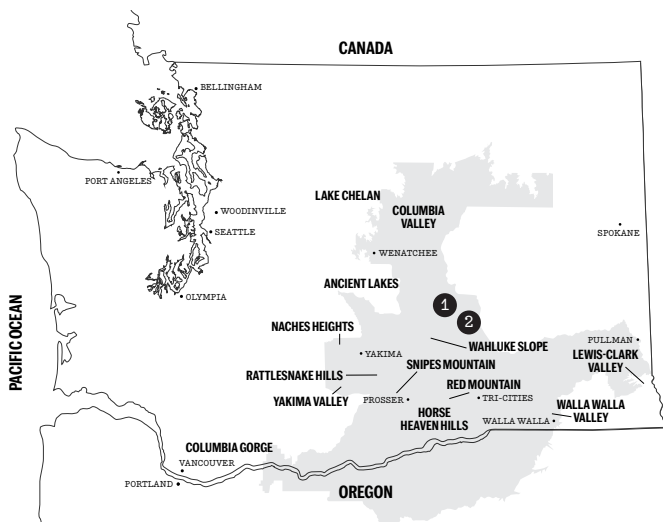 CANADA
BELLINGHAM
PORT ANGELES
LAKE CHELAN
COLUMBIA
VALLEY
WOODINVILLE
SEATTLE
SPOKANE
WENATCHEE
ANCIENT LAKES
OLYMPIA
1
2
PACIFIC OCEAN
NACHES HEIGHTS
WAHLUKE SLOPE
PULLMAN
YAKIMA
LEWIS-CLARK
VALLEY
SNIPES MOUNTAIN
RATTLESNAKE HILLS
RED MOUNTAIN
YAKIMA VALLEY
PROSSER
TRI-CITIES
HORSE
HEAVEN HILLS
WALLA WALLA
VALLEY
WALLA WALLA
COLUMBIA GORGE
VANCOUVER
PORTLAND
OREGON